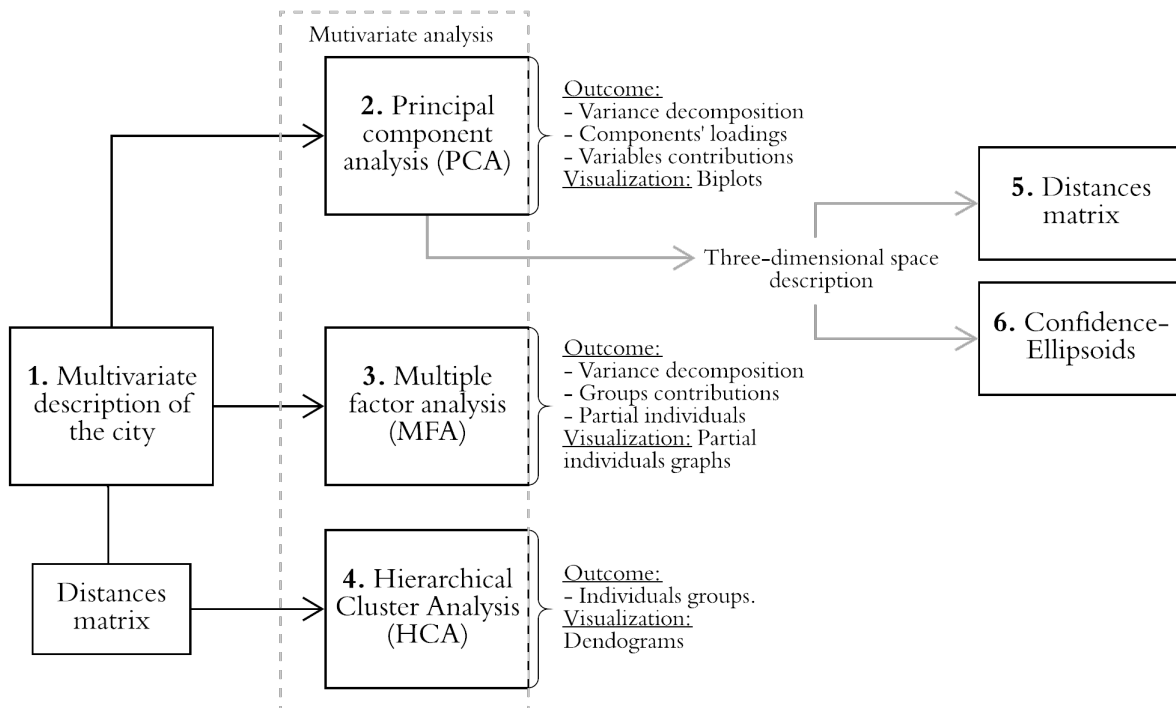 Mutivariate analysis
2. Principal
component
analysis (PCA)
Outcome:
- Variance decomposition
- Components' loadings
- Variables contributions
Visualization: Biplots
5. Distances
matrix
Three-dimensional space
description
6. Confidence-
Ellipsoids
1. Multivariate
description of
the city
3. Multiple
factor analysis
(MFA)
Outcome:
- Variance decomposition
- Groups contributions
- Partial individuals
Visualization: Partial
individuals graphs
Distances
matrix
4. Hierarchical
Cluster Analysis
(HCA)
Outcome:
- Individuals groups.
Visualization:
Dendograms